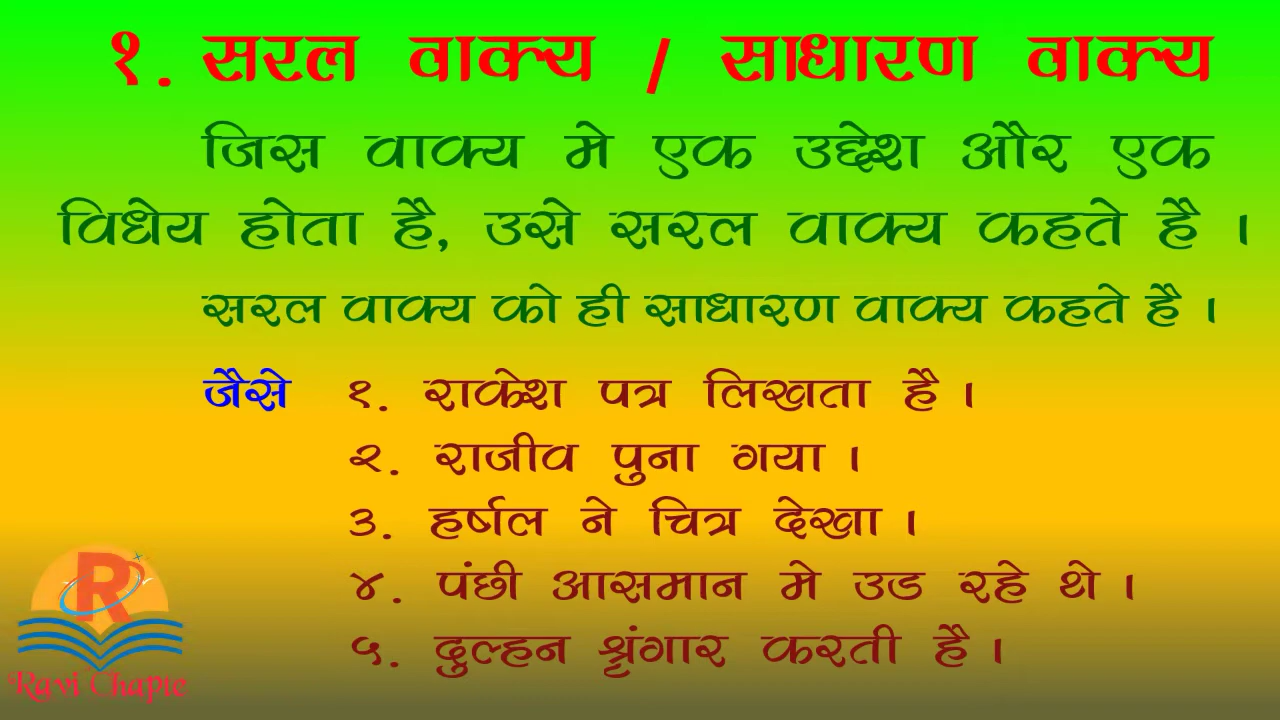 १. सरल वाक्य / साधारण वाक्य
जिस वाक्य मे एक उद्देश और एक
विधेय होता है, उसे सरल वाक्य कहते है ।
सरल वाक्य को ही साधारण वाक्य कहते है ।
जैसे १. राकेश पत्र लिखता है ।
२. राजीव पुना गया ।
३. हर्षल ने चित्र देखा ।
४. पंछी आसमान मे उड रहे थे ।
५. दुल्हन श्रृंगार करती है ।
R
Ravi Chapte